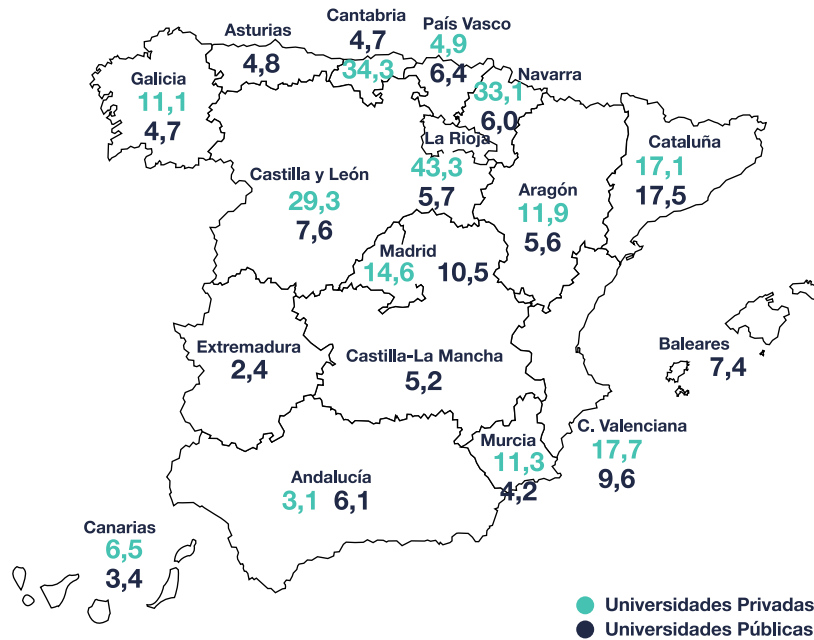 Cantabria
4,7
34,3
País Vasco
4,9
6,4
Asturias
4,8
Galicia
11,1
4,7
Navarra
33,1
6,0
La Rioja
43,3
5,7
Cataluña
17,1
17,5
Castilla y León
29,3
7,6
Aragón
11,9
5,6
Madrid
14,6 10,5
Extremadura
2,4
Castilla-La Mancha
5,2
Baleares
7,4
C. Valenciana
17,7
9,6
Murcia
11,3
4,2
Andalucía
3,1 6,1
Canarias
6,5
3,4
Universidades Privadas
Universidades Públicas